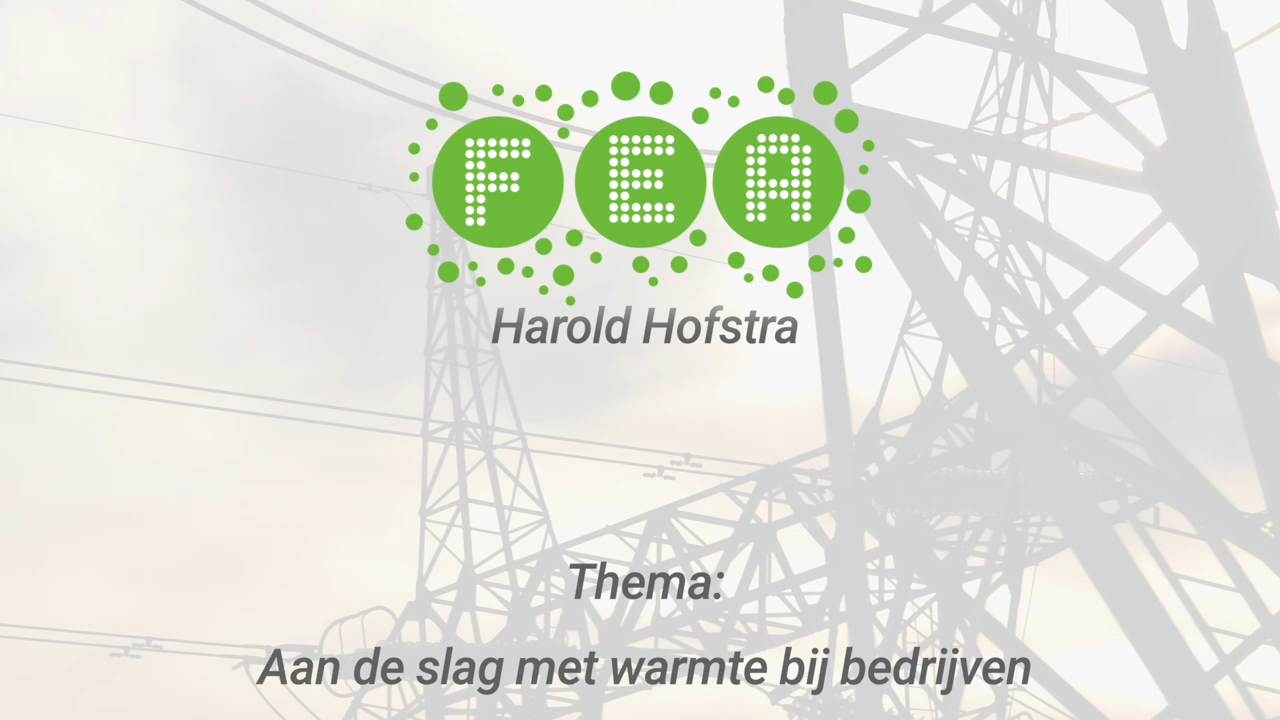 FEA
Harold Hofstra
Thema:
Aan de slag met warmte bij bedrijven